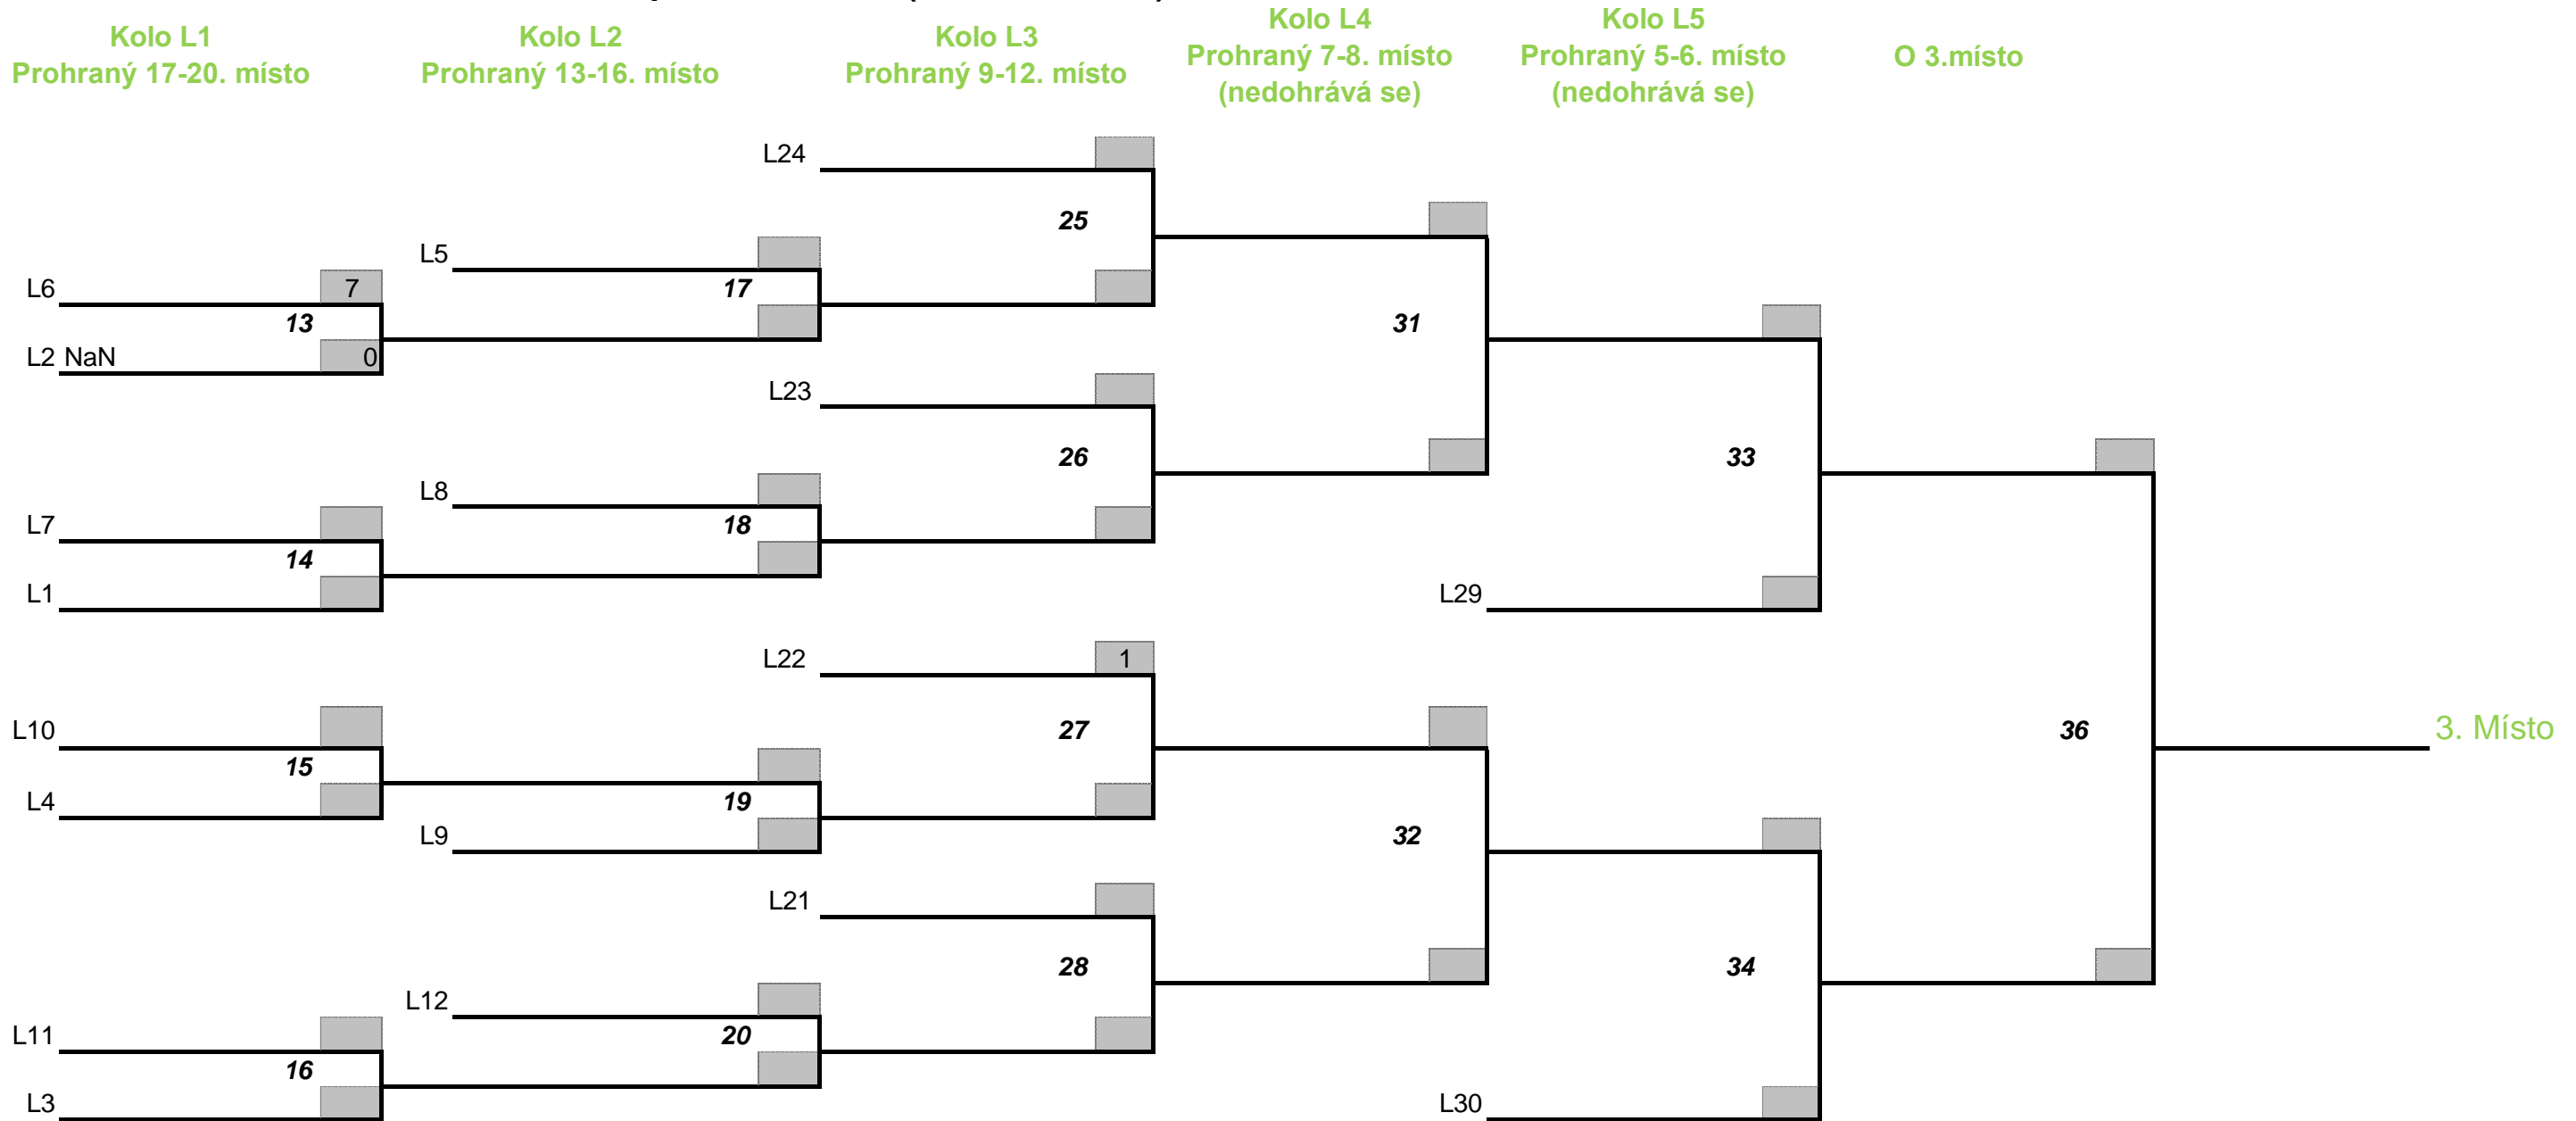 Kolo L1
Prohraný 17-20. místo
Kolo L2
Prohraný 13-16. místo
Kolo L3
Prohraný 9-12. místo
Kolo L4
Prohraný 7-8. místo
(nedohrává se)
Kolo L5
Prohraný 5-6. místo
(nedohrává se)
O 3.místo
L24
25
L5
17
L6
7
13
L2 NaN
0
31
L23
26
33
L8
18
L7
14
L1
L29
L22
1
27
L10
15
36
3. Místo
L4
19
L9
32
L21
28
34
L12
20
L11
16
L3
L30